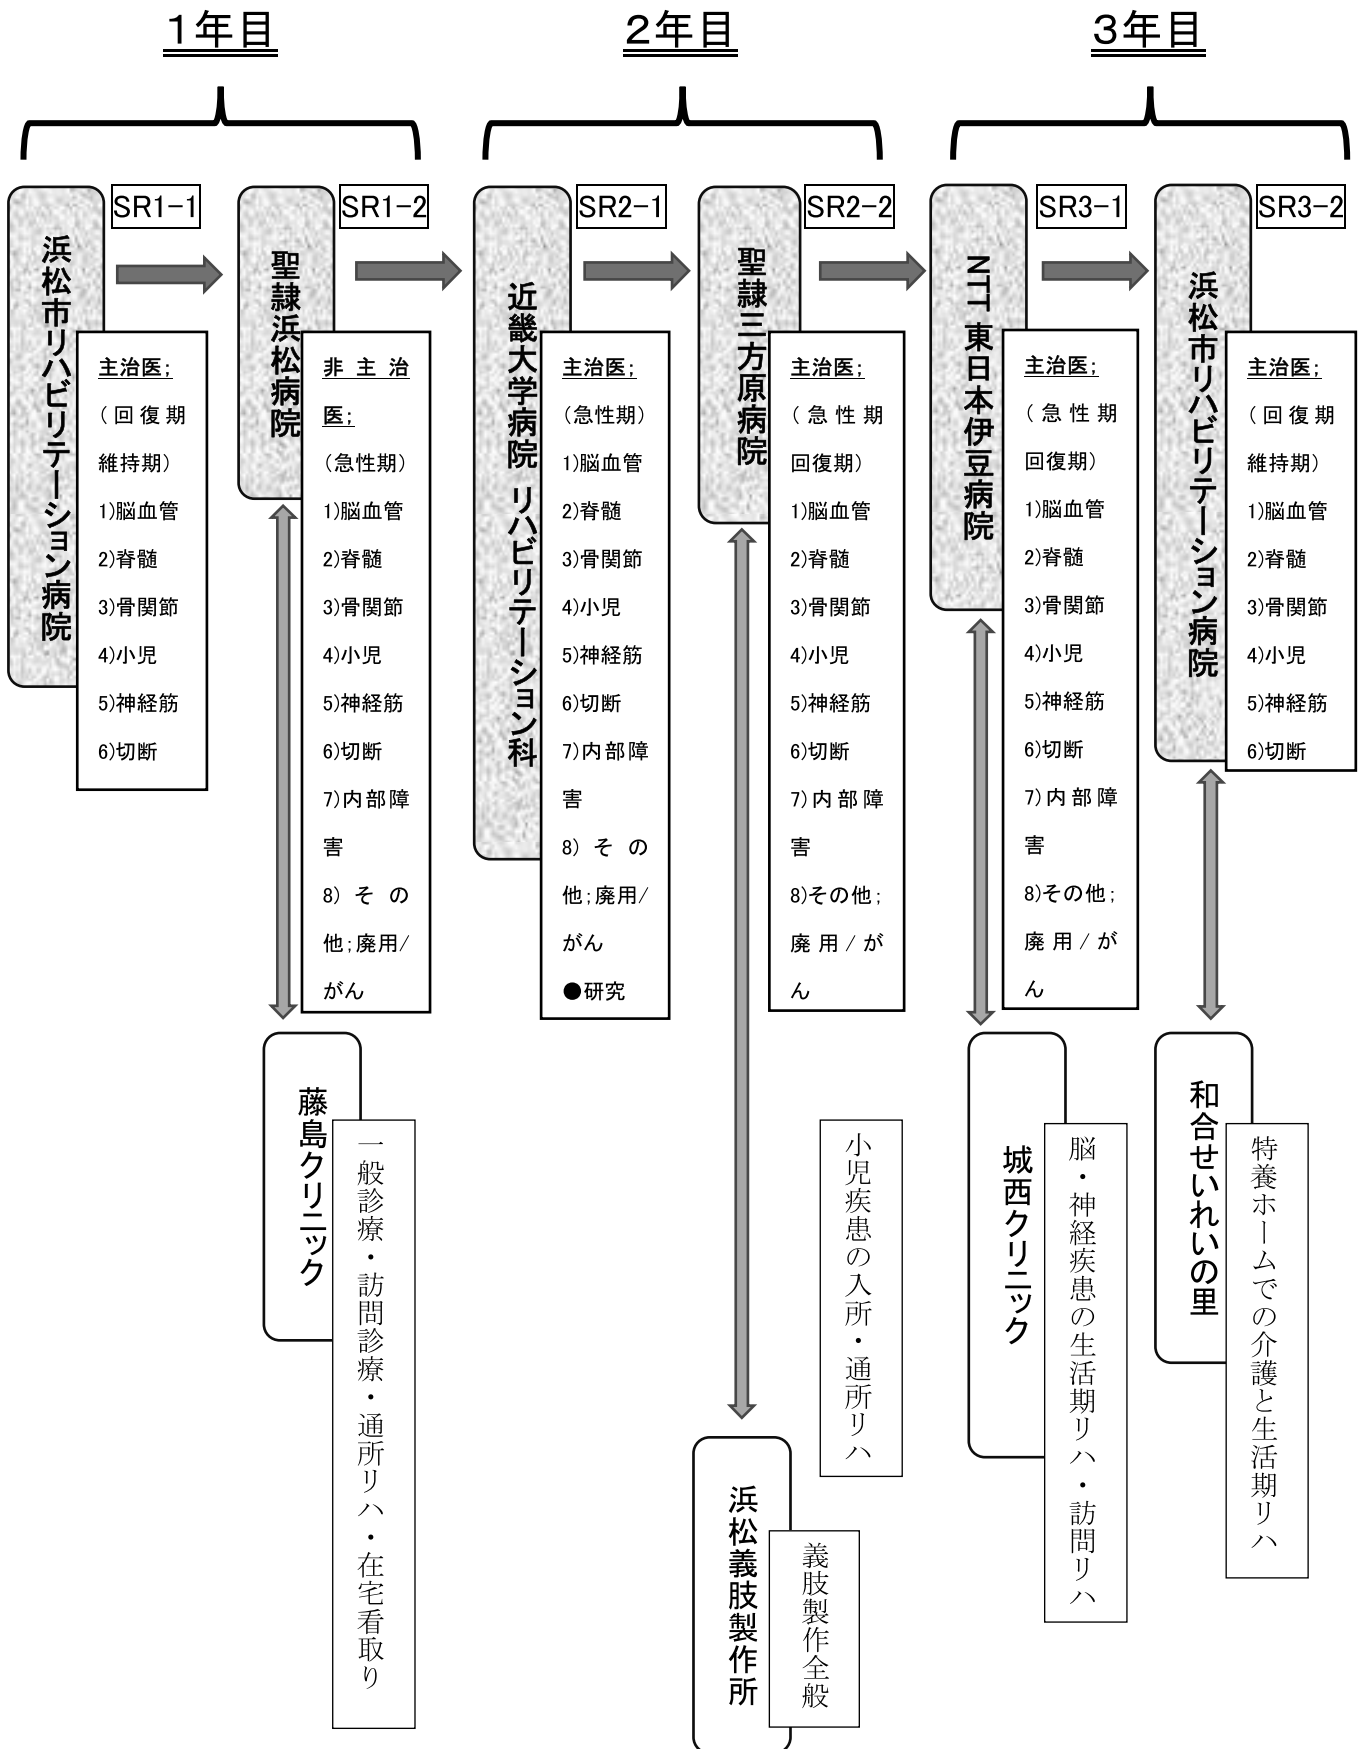 1年目
2年目
3年目
浜松市リハビリテーション病院
SR1-1
主治医;
(回復期
維持期)
1)脳血管
2)脊髄
3)骨関節
4)小児
5)神経筋
6)切断
聖隷浜松病院
SR1-2
非主治
医;
(急性期)
1)脳血管
2)脊髄
3)骨関節
4)小児
5)神経筋
6)切断
7)内部障
害
8)その
他;廃用/
がん
近畿大学病院 リハビリテーション科
SR2-1
主治医;
(急性期)
1)脳血管
2)脊髄
3)骨関節
4)小児
5)神経筋
6)切断
7)内部障
害
8)その
他;廃用/
がん
●研究
聖隷三方原病院
SR2-2
主治医;
(急性期
回復期)
1)脳血管
2)脊髄
3)骨関節
4)小児
5)神経筋
6)切断
7)内部障
害
8)その他;
廃用/が
ん
NTT 東日本伊豆病院
SR3-1
主治医;
(急性期
回復期)
1)脳血管
2)脊髄
3)骨関節
4)小児
5)神経筋
6)切断
7)内部障
害
8)その他;
廃用/が
ん
浜松市リハビリテーション病院
SR3-2
主治医;
(回復期
維持期)
1)脳血管
2)脊髄
3)骨関節
4)小児
5)神経筋
6)切断
藤島クリニック
一般診療・訪問診療・通所リハ・在宅看取り
小児疾患の入所・通所リハ
浜松義肢製作所
義肢製作全般
城西クリニック
脳・神経疾患の生活期リハ・訪問リハ
和合せいれいの里
特養ホームでの介護と生活期リハ